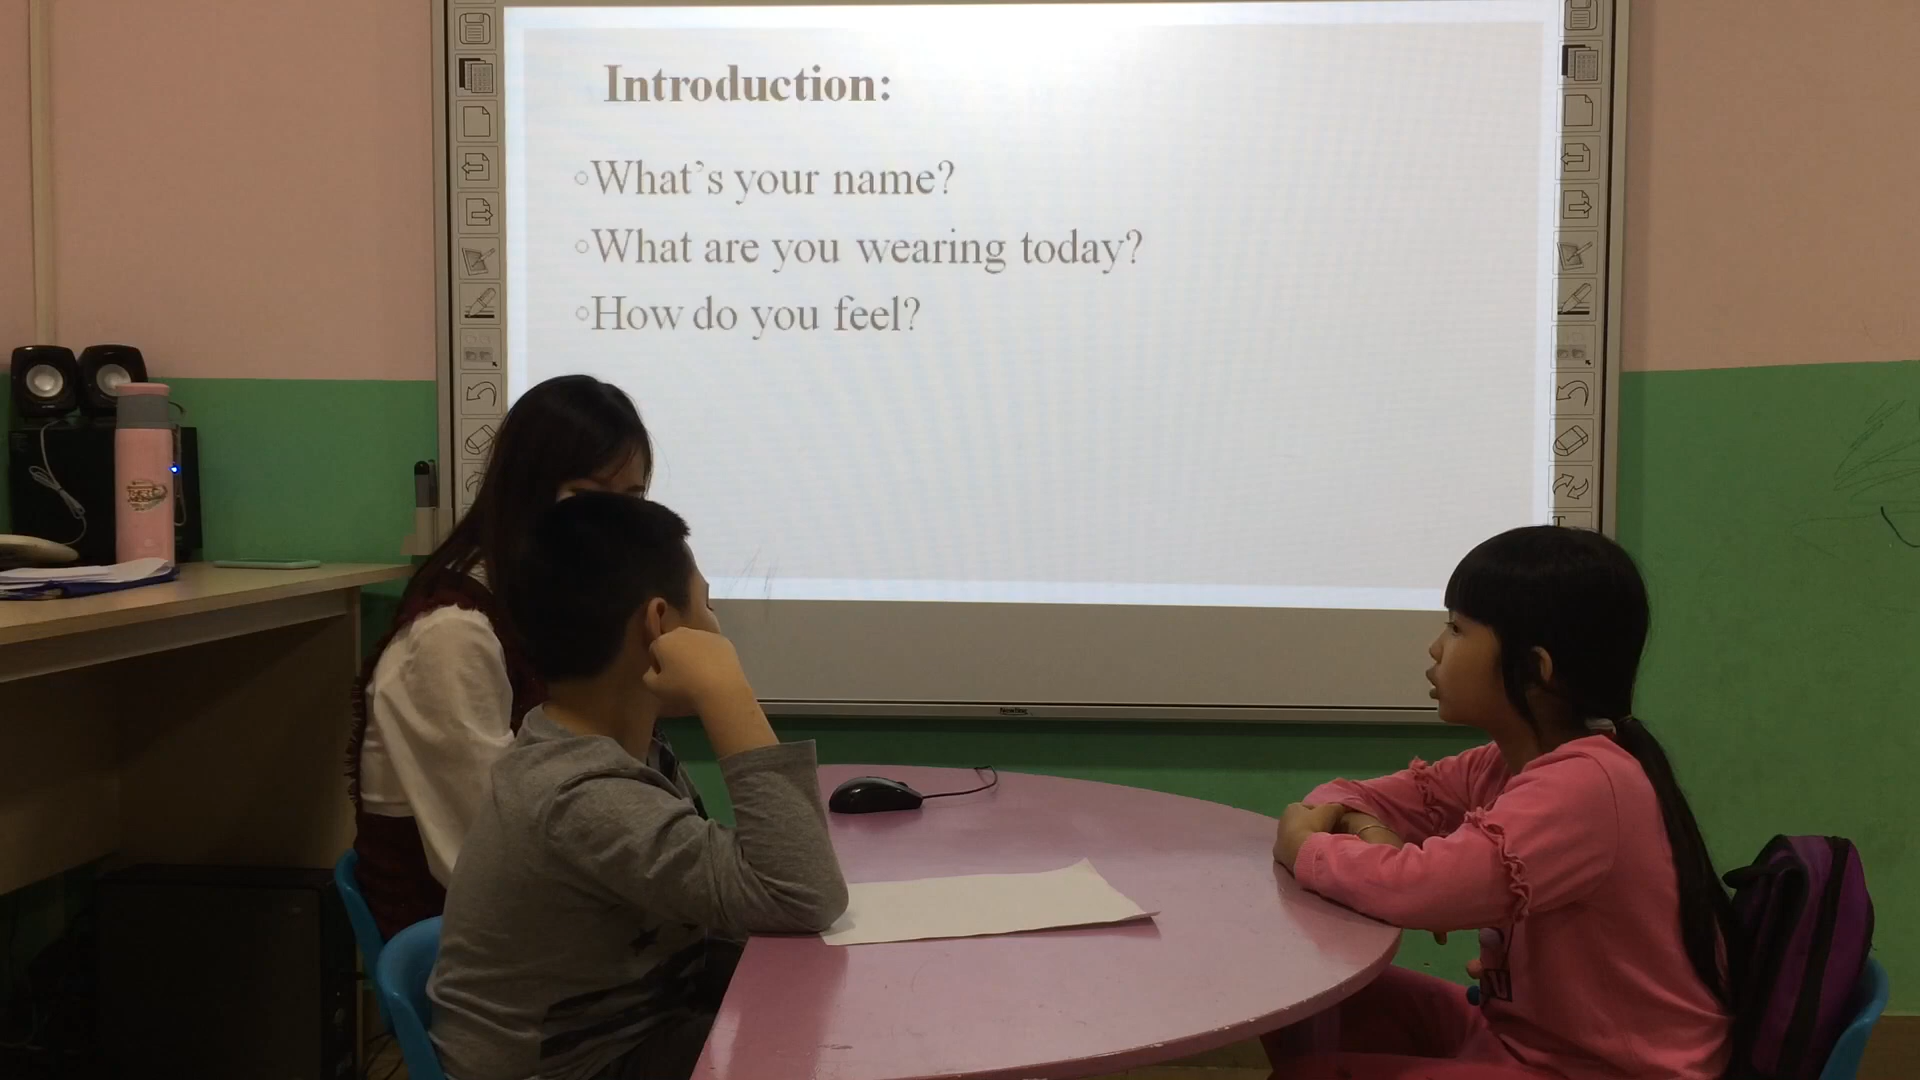 Introduction:
What's your name?
What are you wearing today?
How do you feel?